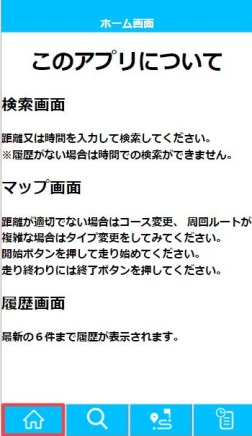 ホーム画面
このアプリについて
検索画面
距離又は時間を入力して検索してください。
※履歴がない場合は時間での検索ができません。
マップ画面
距離が適切でない場合はコース変更、周回ルートが
複雑な場合はタイプ変更をしてみてください。
開始ボタンを押して走り始めてください。
走り終わりには終了ボタンを押してください。
履歴画面
最新の６件まで履歴が表示されます。